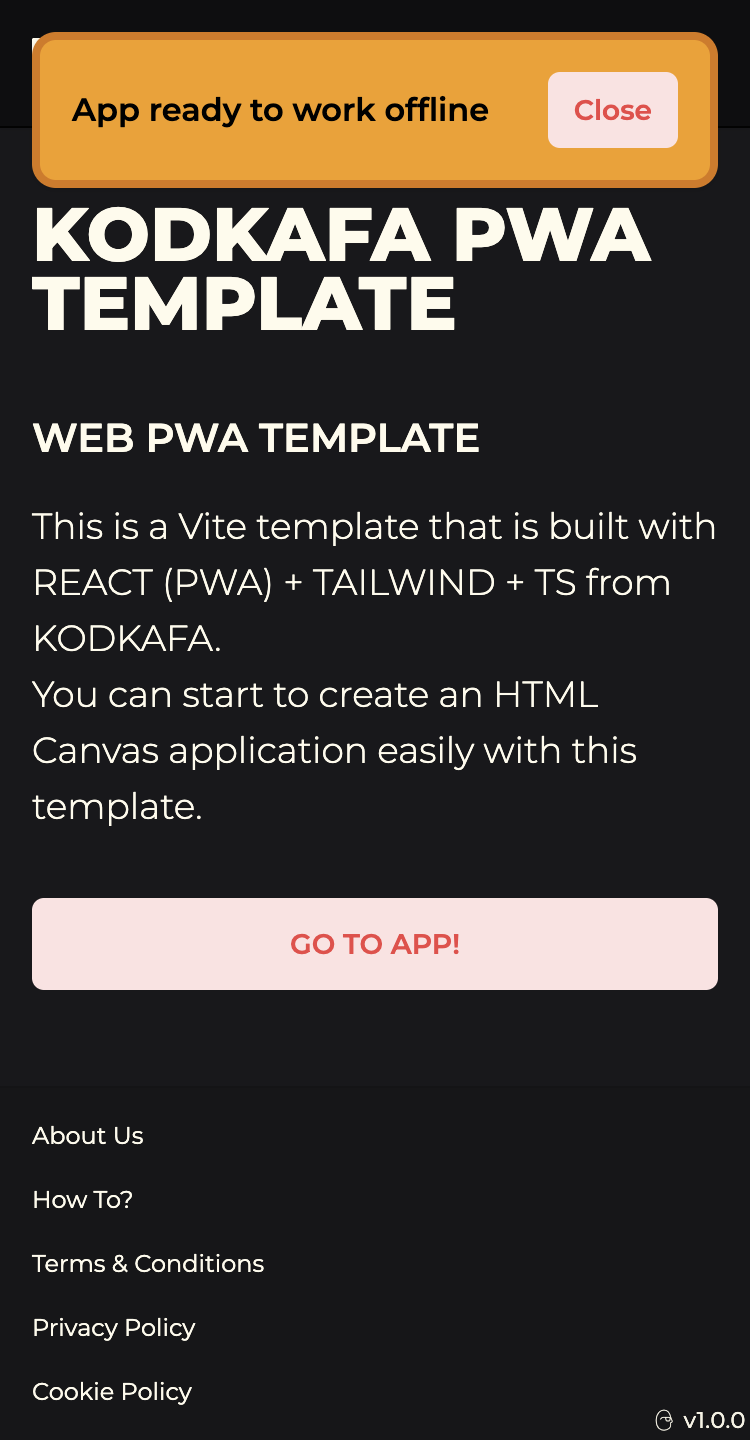 App ready to work offline
Close
KODKAFA PWA
TEMPLATE
WEB PWA TEMPLATE
This is a Vite template that is built with
REACT (PWA) + TAILWIND + TS from
KODKAFA.
You can start to create an HTML
Canvas application easily with this
template.
GO TO APP!
About Us
How To?
Terms & Conditions
Privacy Policy
Cookie Policy
v1.0.0